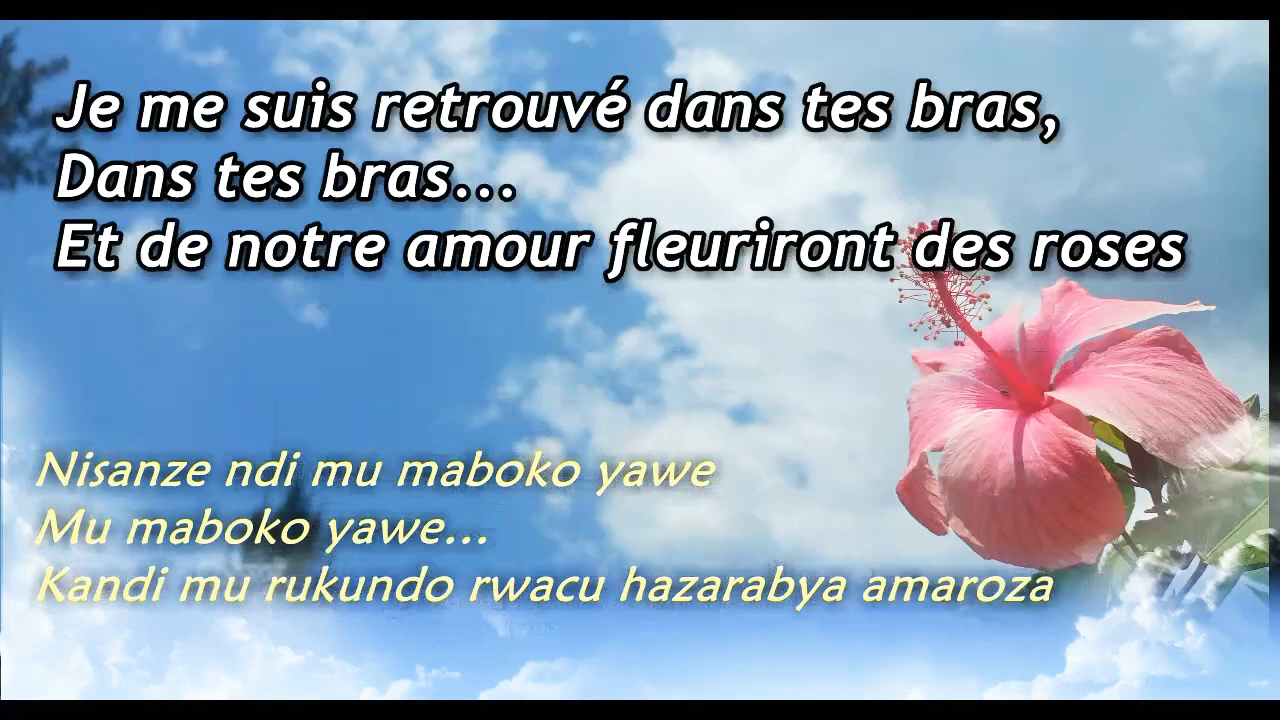 Je me suis retrouvé dans tes bras,
Dans tes bras...
Et de notre amour fleuriront des roses
Nisanze ndi mu maboko yawe
Mu maboko yawe...
Kandi mu rukundo rwacu hazarabya amaroza